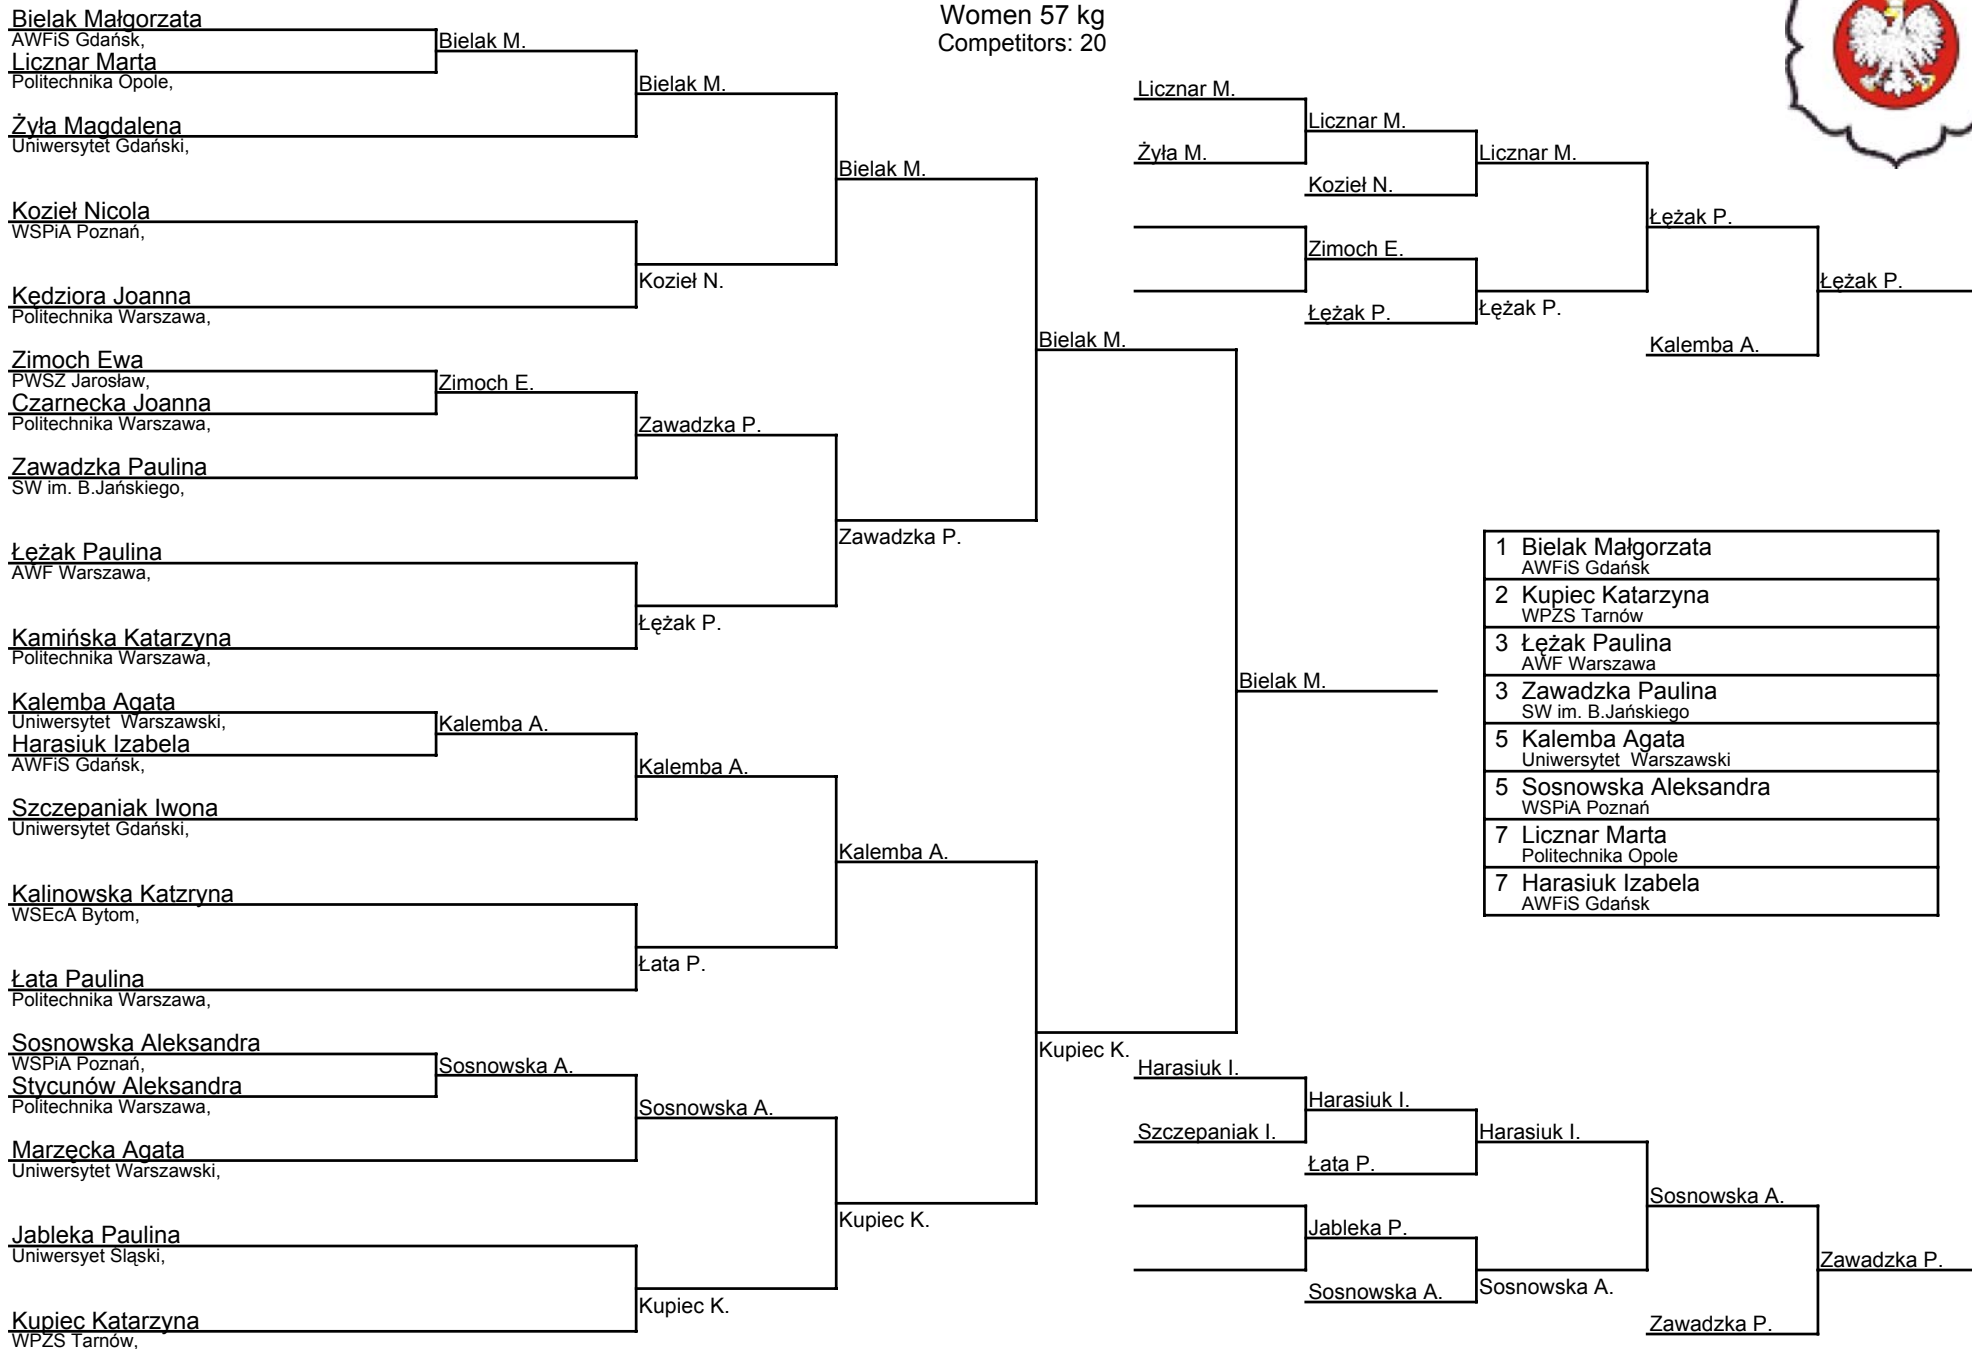 Women 57 kg
Competitors: 20
Bielak Małgorzata
AWFiS Gdańsk,
Licznar Marta
Politechnika Opole,
Żyła Magdalena
Uniwersytet Gdański,
Kozieł Nicola
WSPiA Poznań,
Kędziora Joanna
Politechnika Warszawa,
Zimoch Ewa
PWSZ Jarosław,
Czarnecka Joanna
Politechnika Warszawa,
Zawadzka Paulina
SW im. B.Jańskiego,
Łężak Paulina
AWF Warszawa,
Kamińska Katarzyna
Politechnika Warszawa,
Kalemba Agata
Uniwersytet  Warszawski,
Harasiuk Izabela
AWFiS Gdańsk,
Szczepaniak Iwona
Uniwersytet Gdański,
Kalinowska Katzryna
WSEcA Bytom,
Łata Paulina
Politechnika Warszawa,
Sosnowska Aleksandra
WSPiA Poznań,
Stycunów Aleksandra
Politechnika Warszawa,
Marzęcka Agata
Uniwersytet Warszawski,
Jableka Paulina
Uniwersyet Śląski,
Kupiec Katarzyna
WPZS Tarnów,
Bielak M.
Zimoch E.
Kalemba A.
Sosnowska A.
Bielak M.
Kozieł N.
Zawadzka P.
Łężak P.
Kalemba A.
Łata P.
Sosnowska A.
Kupiec K.
Bielak M.
Zawadzka P.
Kalemba A.
Kupiec K.
Bielak M.
Kupiec K.
Bielak M.
Licznar M.
Żyła M.
Licznar M.
Kozieł N.
Zimoch E.
Łężak P.
Licznar M.
Łężak P.
Łężak P.
Kalemba A.
Łężak P.
1 Bielak Małgorzata
AWFiS Gdańsk
2 Kupiec Katarzyna
WPZS Tarnów
3 Łężak Paulina
AWF Warszawa
3 Zawadzka Paulina
SW im. B.Jańskiego
5 Kalemba Agata
Uniwersytet  Warszawski
5 Sosnowska Aleksandra
WSPiA Poznań
7 Licznar Marta
Politechnika Opole
7 Harasiuk Izabela
AWFiS Gdańsk
Harasiuk I.
Szczepaniak I.
Harasiuk I.
Łata P.
Jableka P.
Sosnowska A.
Harasiuk I.
Sosnowska A.
Sosnowska A.
Zawadzka P.
Zawadzka P.